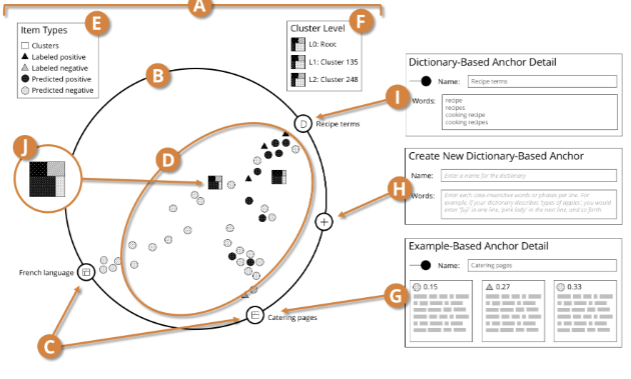 A
E
Item Types
Clusters
Labeled positive
Labeled negative
Predicted positive
Predicted negative
F
Cluster Level
L0: Root
L1: Cluster 135
L2: Cluster 248
B
D
Recipe terms
J
French language
Catering pages
C
I
Dictionary-Based Anchor Detail
Name: Recipe terms
Words: recipe
recipes
cooking recipe
cooking recipes
H
Create New Dictionary-Based Anchor
Name: Enter a name for the dictionary
Words: Enter each case-insensitive words or phrases per line. For
example, if your dictionary describes types of apples, you would
enter 'fuji' in one line, 'pink lady' in the next line, and so forth
G
Example-Based Anchor Detail
Name: Catering pages
0.15
0.27
0.33